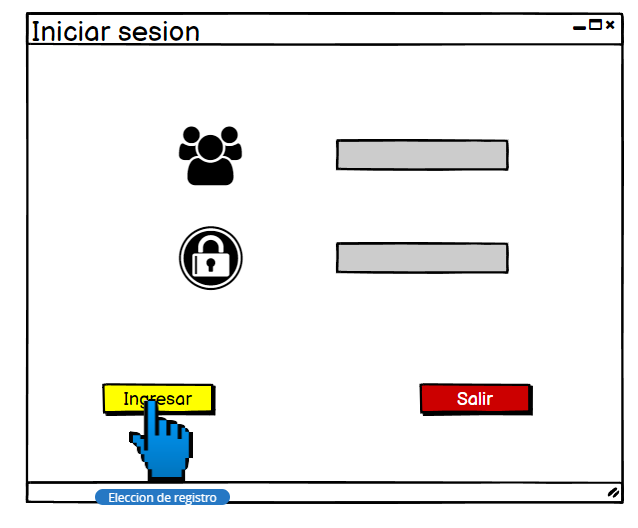 Iniciar sesion
Ingresar
Salir
Eleccion de registro